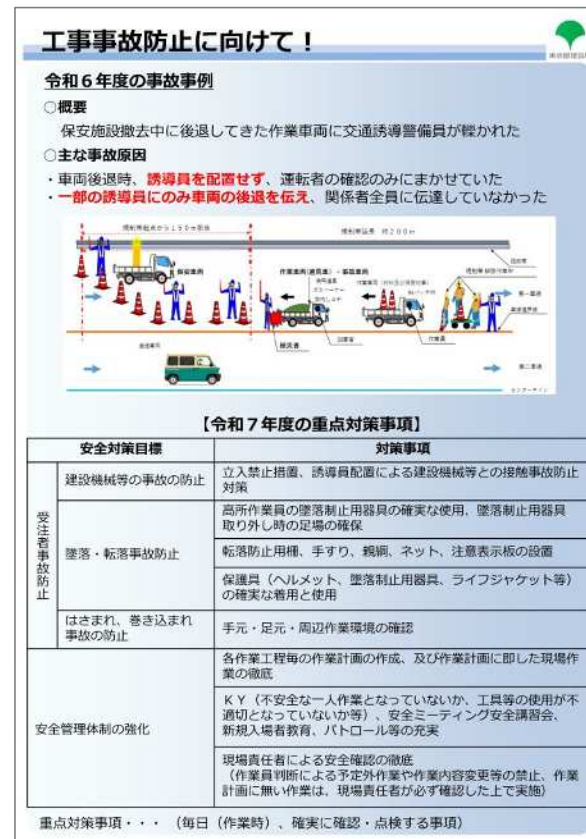 工事事故防止に向けて！
令和６年度の事故事例
○概要
保安施設撤去中に後退してきた作業車両に交通誘導警備員が轢かれた
○主な事故原因
・車両後退時、誘導員を配置せず、運転者の確認のみにまかせていた
・一部の誘導員にのみ車両の後退を伝え、関係者全員に伝達していなかった
保安車両
被災者
作業員
第一車線
第二車線
【令和７年度の重点対策事項】
安全対策目標
対策事項
受注者事故防止
建設機械等の事故の防止
立入禁止措置、誘導員配置による建設機械等との接触事故防止
対策
墜落・転落事故防止
高所作業員の墜落制止用器具の確実な使用、墜落制止用器具
取り外し時の足場の確保
転落防止用柵、手すり、親綱、ネット、注意表示板の設置
保護具（ヘルメット、墜落制止用器具、ライフジャケット等）
の確実な着用と使用
はさまれ、巻き込まれ
事故の防止
手元・足元・周辺作業環境の確認
安全管理体制の強化
各作業工程毎の作業計画の作成、及び作業計画に即した現場作
業の徹底
ＫＹ（不安全な一人作業となっていないか、工具等の使用が不
適切となっていないか等）、安全ミーティング安全講習会、
新規入場者教育、パトロール等の充実
現場責任者による安全確認の徹底
（作業員判断による予定外作業や作業内容変更等の禁止、作業
計画に無い作業は、現場責任者が必ず確認した上で実施）
重点対策事項・・・（毎日（作業時）、確実に確認・点検する事項）